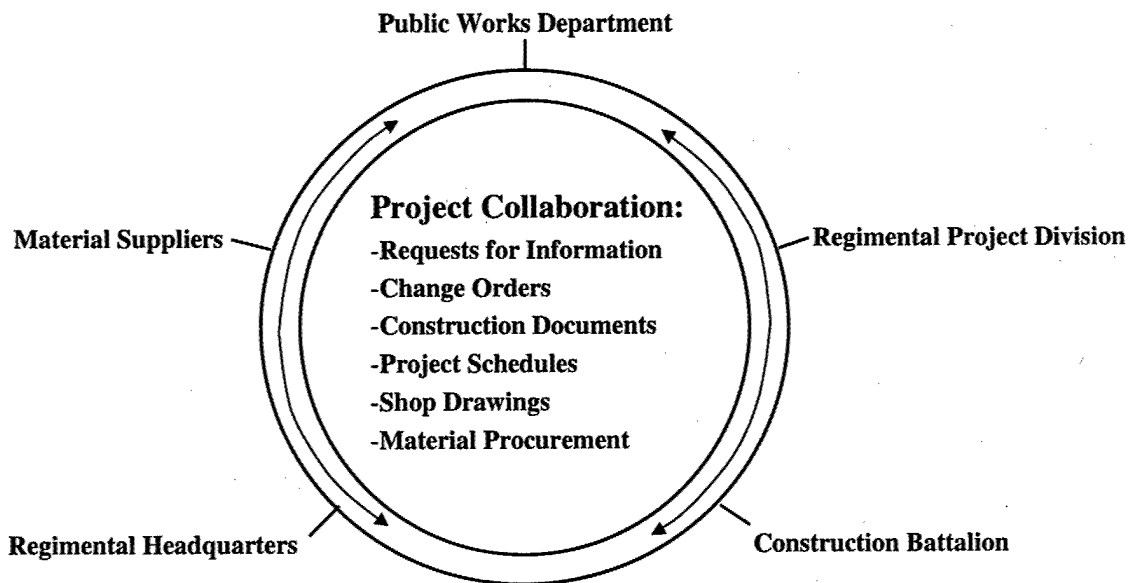 Public Works Department
Project Collaboration:
-Requests for Information
Material Suppliers
Regimental Project Division
-Change Orders
-Construction Documents
-Project Schedules
-Shop Drawings
-Material Procurement
Regimental Headquarters
Construction Battalion